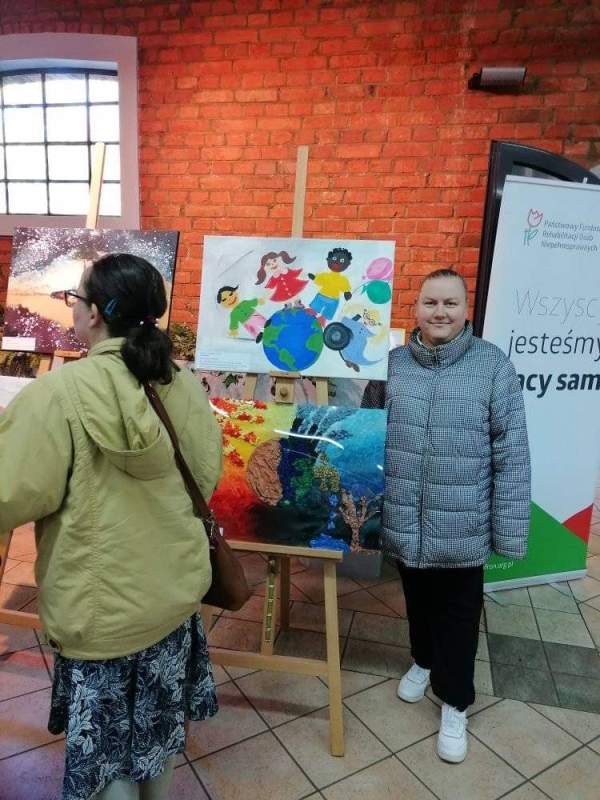 Państwowy Fundusz
Rehabilitacji Osób
Niepełnosprawnych
Wszyscy
jesteśmy
acy sam